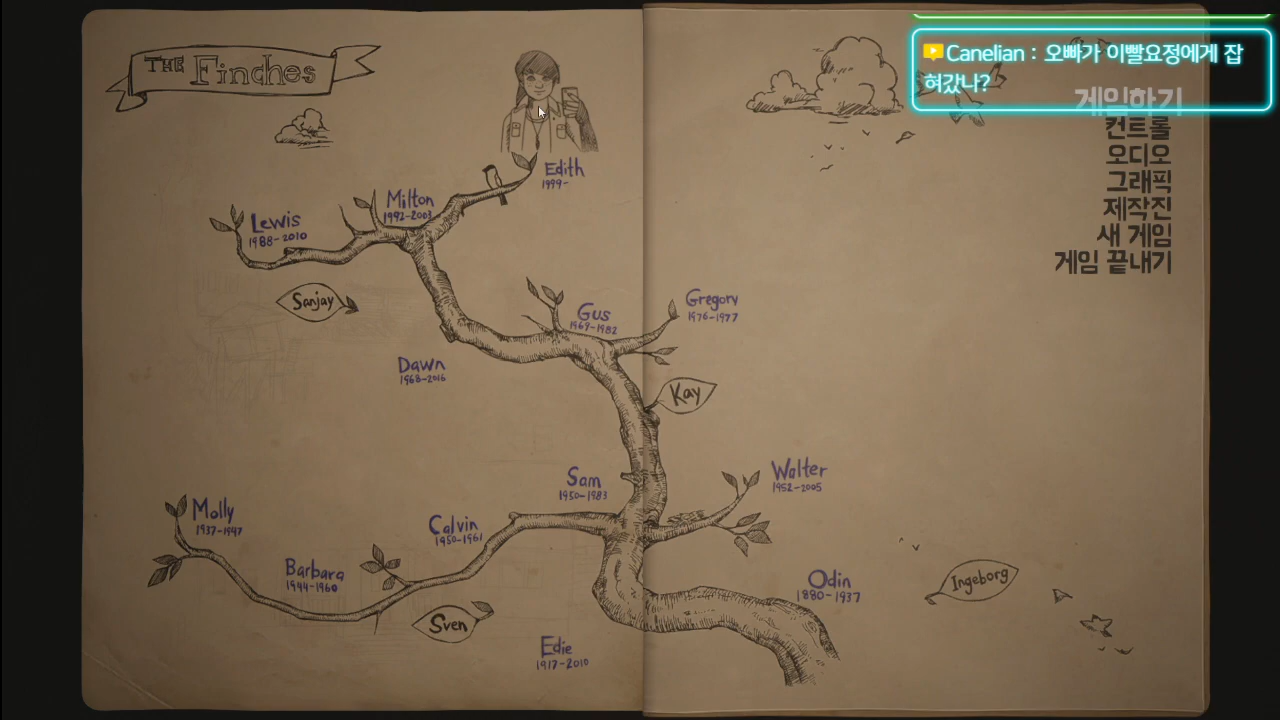 THE Finches
Canelian : 오빠가 이빨요정에게 잡
혀갔나?
게임하기
컨트롤
오디오
그래픽
제작진
새 게임
게임 끝내기
Edith
1999-
Milton
1992-2003
Lewis
1988-2010
Sanjay
Gus
1969-1982
Gregory
1976-1977
Dawn
1968-2016
Kay
Sam
1950-1983
Walter
1952-2005
Molly
1937-1947
Calvin
1950-1961
Barbara
1944-1960
Sven
Odin
1880-1937
Ingeborg
Edie
1917-2010